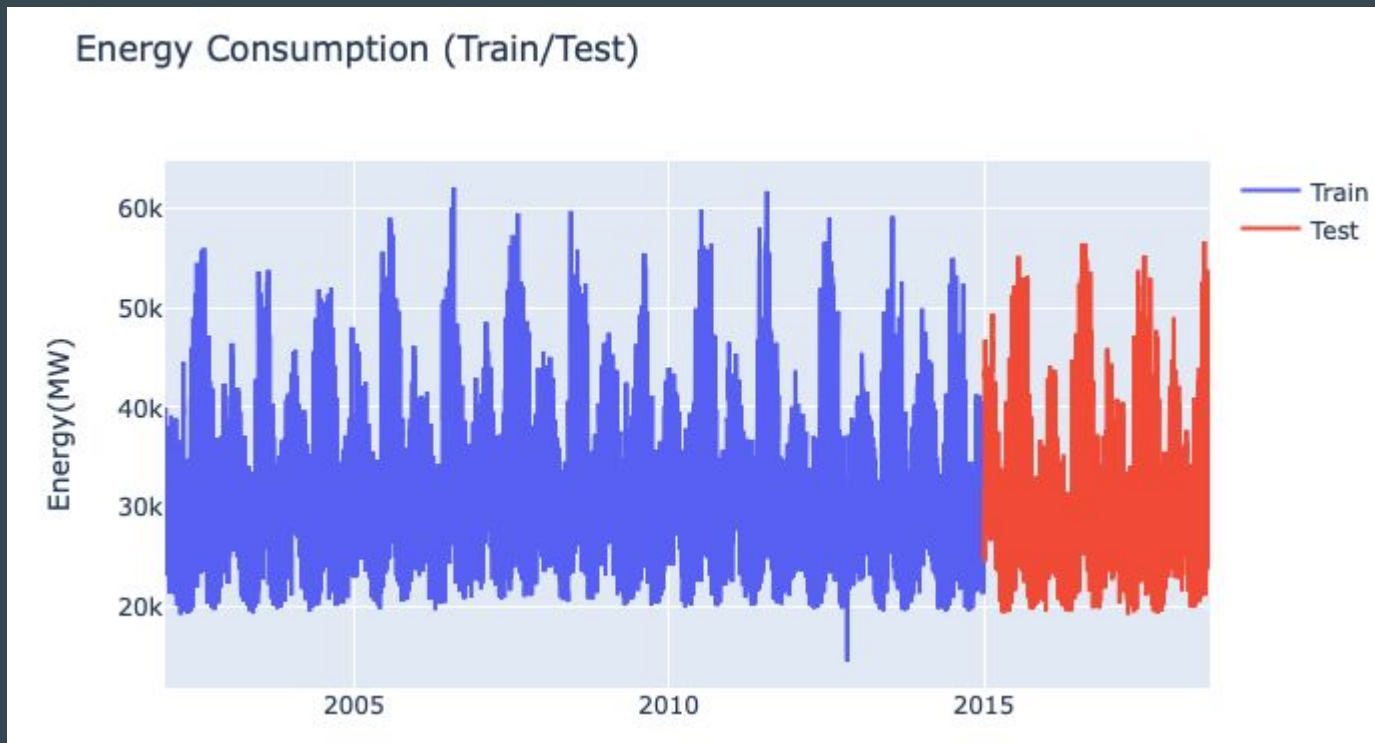 Energy Consumption (Train/Test)
Train
Test
60k
50k
40k
30k
20k
Energy(MW)
2005
2010
2015